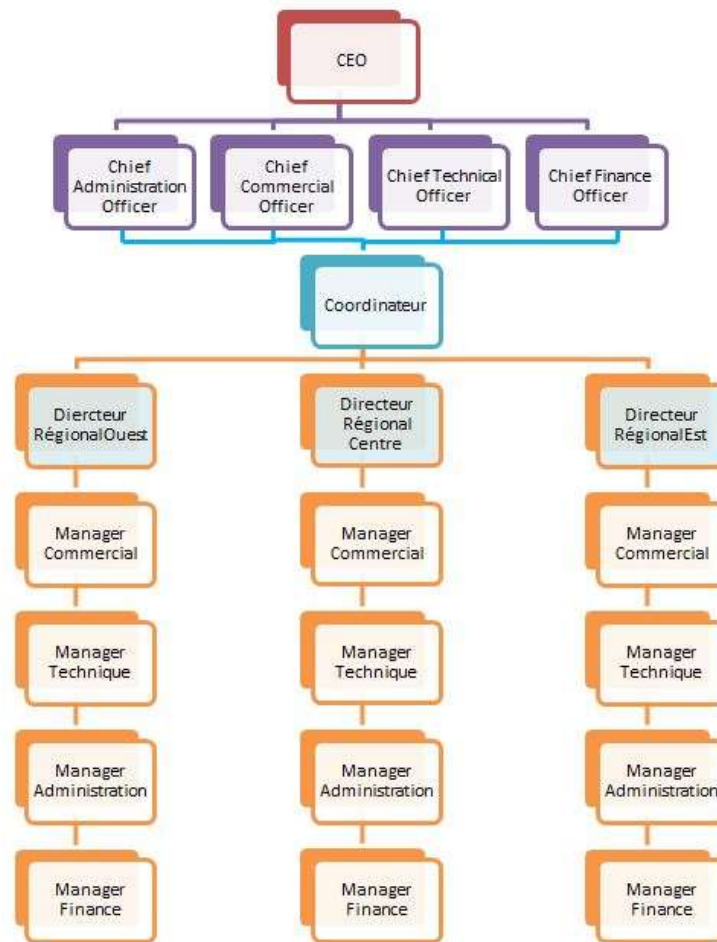 CEO
Chief
Administration
Officer
Chief
Commercial
Officer
Chief Technical
Officer
Chief Finance
Officer
Coordinateur
Diercteur
RégionalOuest
Directeur
Régional
Centre
Directeur
RégionalEst
Manager
Commercial
Manager
Commercial
Manager
Commercial
Manager
Technique
Manager
Technique
Manager
Technique
Manager
Administration
Manager
Administration
Manager
Administration
Manager
Finance
Manager
Finance
Manager
Finance